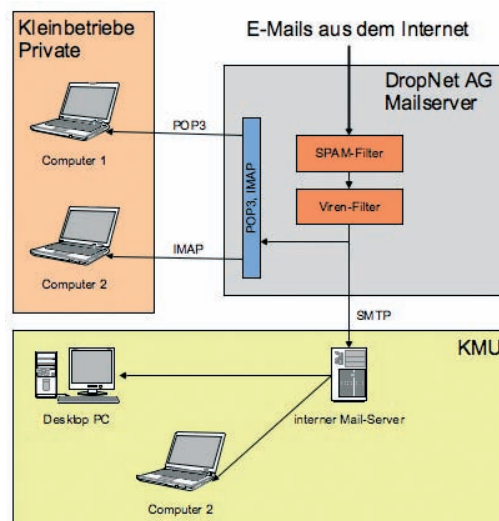 Kleinbetriebe
Private
E-Mails aus dem Internet
DropNet AG
Mailserver
POP3
Computer 1
SPAM-Filter
Viren-Filter
POP3, IMAP
IMAP
Computer 2
SMTP
KMU
Desktop PC
interner Mail-Server
Computer 2